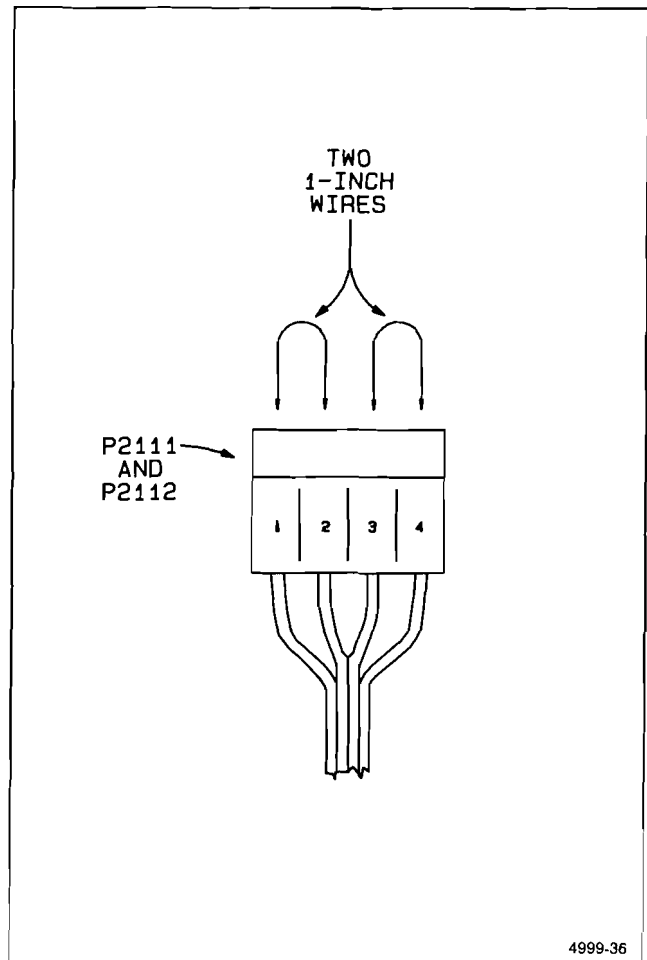 TWO
1-INCH
WIRES
P2111
AND
P2112
1 2 3 4
4999-36